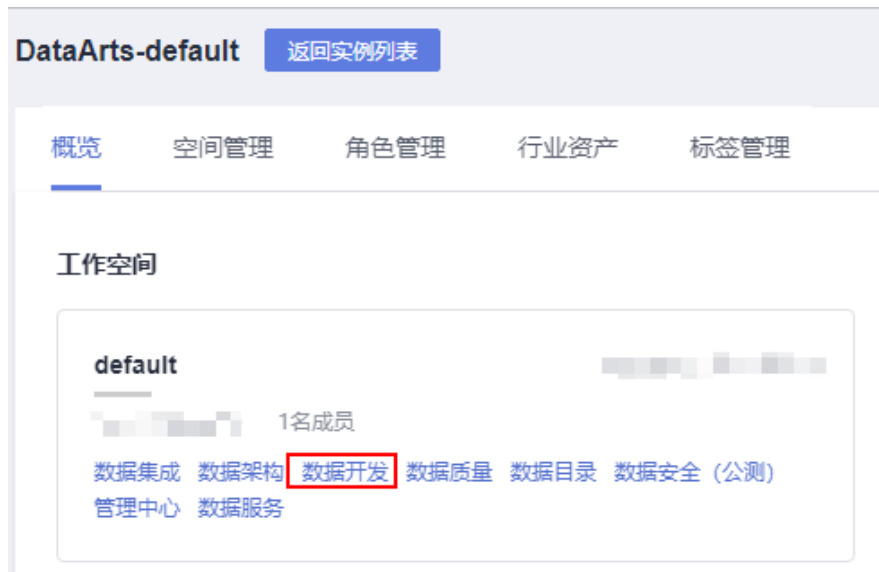 DataArts-default 返回实例列表
概览 空间管理 角色管理 行业资产 标签管理
工作空间
default
1名成员
数据集成 数据架构 数据开发 数据质量 数据目录 数据安全（公测）
管理中心 数据服务